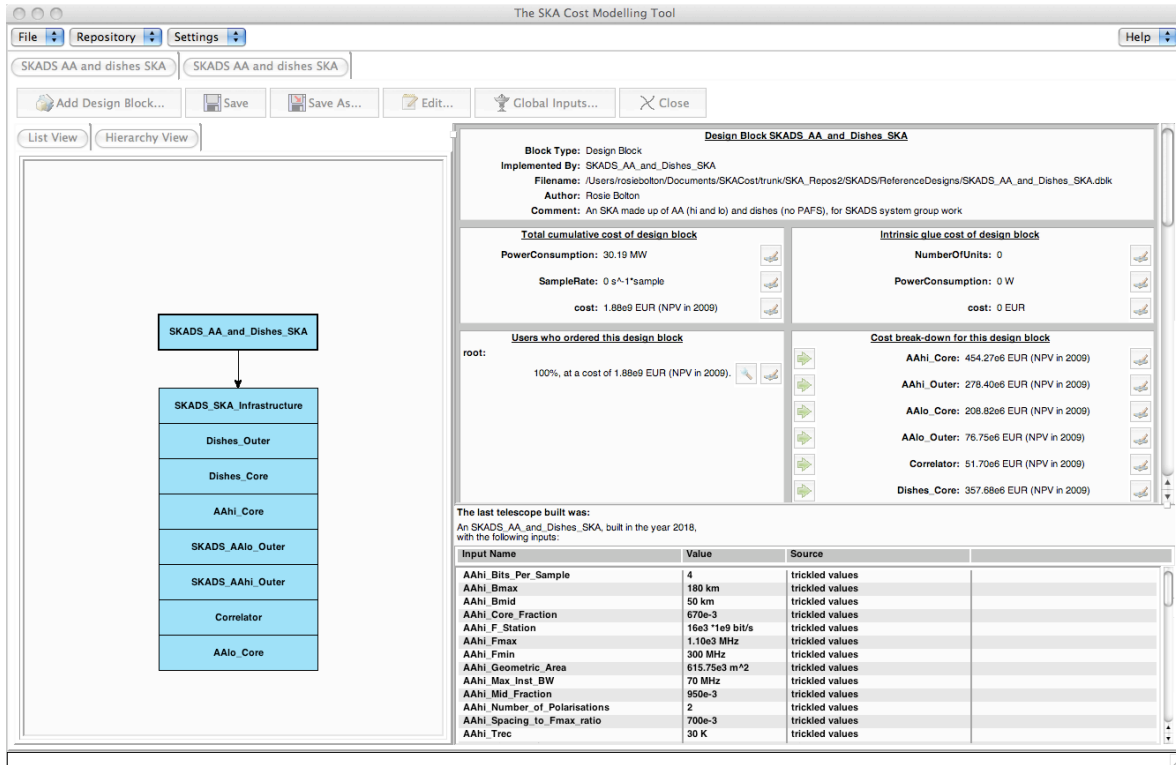 The SKA Cost Modelling Tool
File Repository Settings Help
SKADS AA and dishes SKA SKADS AA and dishes SKA
Add Design Block... Save Save As... Edit... Global Inputs... Close
List View Hierarchy View
SKADS_AA_and_Dishes_SKA
SKADS_SKA_Infrastructure
Dishes_Outer
Dishes_Core
AAhi_Core
SKADS_AAlo_Outer
SKADS_AAhi_Outer
Correlator
AAlo_Core
Design Block SKADS_AA_and_Dishes_SKA
Block Type: Design Block
Implemented By: SKADS_AA_and_Dishes_SKA
Filename: /Users/rosiebolton/Documents/SKACost/trunk/SKA_Repos2/SKADS/ReferenceDesigns/SKADS_AA_and_Dishes_SKA.dblk
Author: Rosie Bolton
Comment: An SKA made up of AA (hi and lo) and dishes (no PAFS), for SKADS system group work
Total cumulative cost of design block
PowerConsumption: 30.19 MW
SampleRate: 0 s^-1*sample
cost: 1.88e9 EUR (NPV in 2009)
Intrinsic glue cost of design block
NumberOfUnits: 0
PowerConsumption: 0 W
cost: 0 EUR
Users who ordered this design block
root:
100%, at a cost of 1.88e9 EUR (NPV in 2009).
Cost break-down for this design block
AAhi_Core: 454.27e6 EUR (NPV in 2009)
AAhi_Outer: 278.40e6 EUR (NPV in 2009)
AAlo_Core: 208.82e6 EUR (NPV in 2009)
AAlo_Outer: 76.75e6 EUR (NPV in 2009)
Correlator: 51.70e6 EUR (NPV in 2009)
Dishes_Core: 357.68e6 EUR (NPV in 2009)
The last telescope built was:
An SKADS_AA_and_Dishes_SKA, built in the year 2018,
with the following inputs:
Input Name Value Source
AAhi_Bits_Per_Sample 4 trickled values
AAhi_Bmax 180 km trickled values
AAhi_Bmid 50 km trickled values
AAhi_Core_Fraction 670e-3 trickled values
AAhi_F_Station 16e3 *1e9 bit/s trickled values
AAhi_Fmax 1.10e3 MHz trickled values
AAhi_Fmin 300 MHz trickled values
AAhi_Geometric_Area 615.75e3 m^2 trickled values
AAhi_Max_Inst_BW 70 MHz trickled values
AAhi_Mid_Fraction 950e-3 trickled values
AAhi_Number_of_Polarisations 2 trickled values
AAhi_Spacing_to_Fmax_ratio 700e-3 trickled values
AAhi_Trec 30 K trickled values